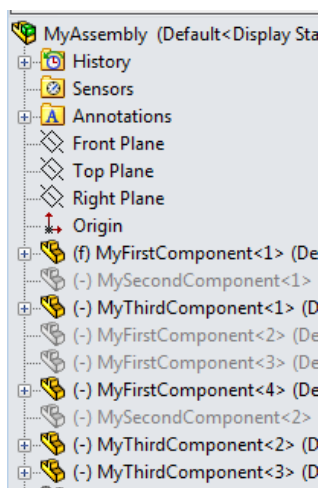 MyAssembly (Default<Display Sta
History
Sensors
A Annotations
Front Plane
Top Plane
Right Plane
Origin
(f) MyFirstComponent<1> (De
(-) MySecondComponent<1>
(-) MyThirdComponent<1> (D
(-) MyFirstComponent<2> (De
(-) MyFirstComponent<3> (De
(-) MyFirstComponent<4> (De
(-) MySecondComponent<2>
(-) MyThirdComponent<2> (D
(-) MyThirdComponent<3> (D